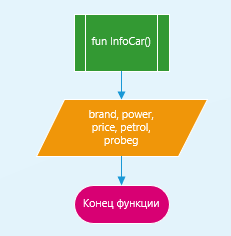 fun InfoCar()
brand, power,
price, petrol,
probeg
Конец функции